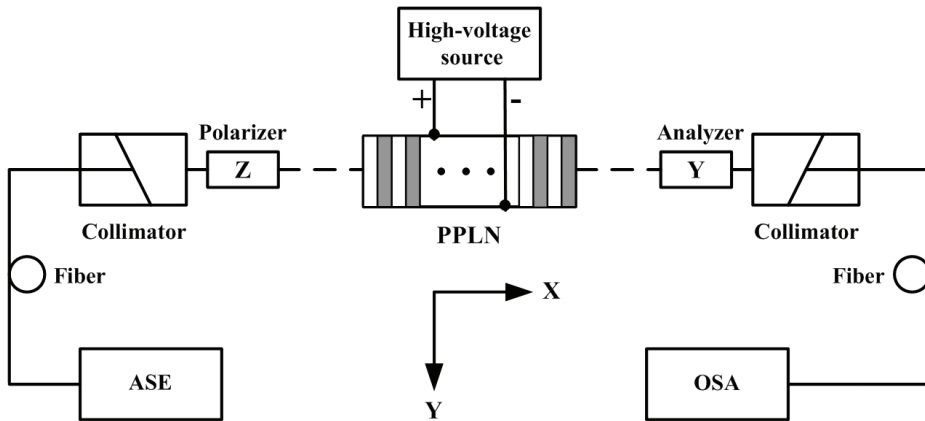 High-voltage
source
+ -
Polarizer
Analyzer
Z
Y
Collimator
PPLN
Collimator
Fiber
X
Fiber
ASE
Y
OSA